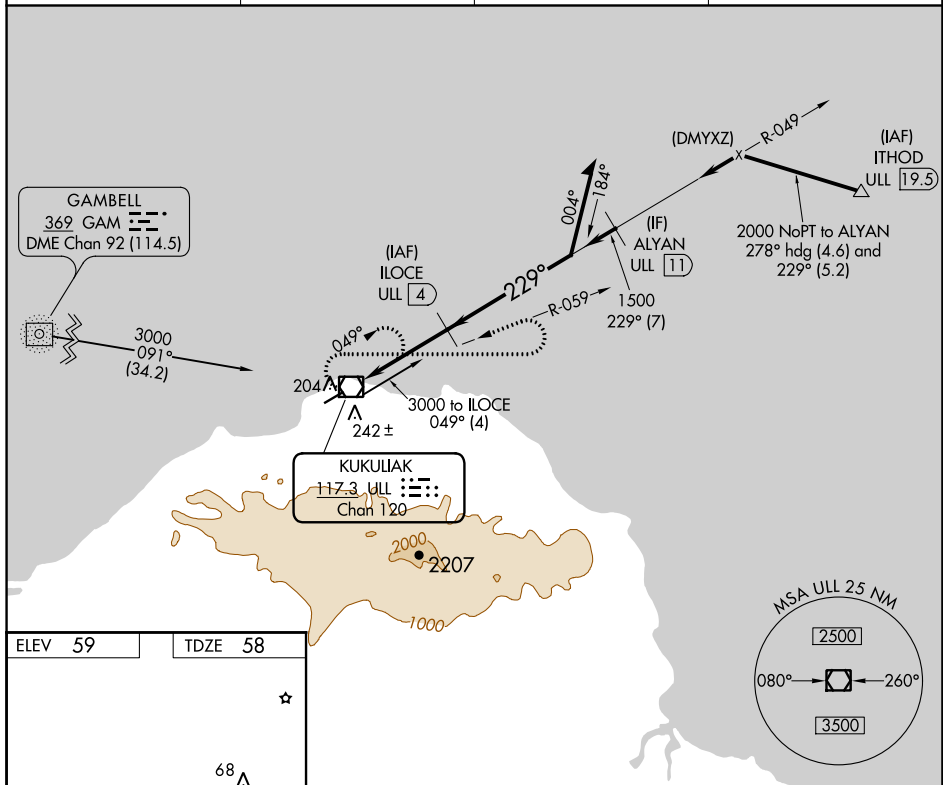 (DMYXZ)
R-049
(IAF)
ITHOD
ULL 19.5
2000 NoPT to ALYAN
278° hdg (4.6) and
229° (5.2)
004°
184°
(IF)
ALYAN
ULL 11
1500
229° (7)
GAMBELL
369 GAM
DME Chan 92 (114.5)
(IAF)
ILOCE
ULL 4
229°
R-059
049°
3000
091°
(34.2)
204
3000 to ILOCE
049° (4)
242 ±
KUKULIAK
117.3 ULL
Chan 120
2000
2207
1000
MSA ULL 25 NM
2500
080°
260°
3500
ELEV 59
TDZE 58
68